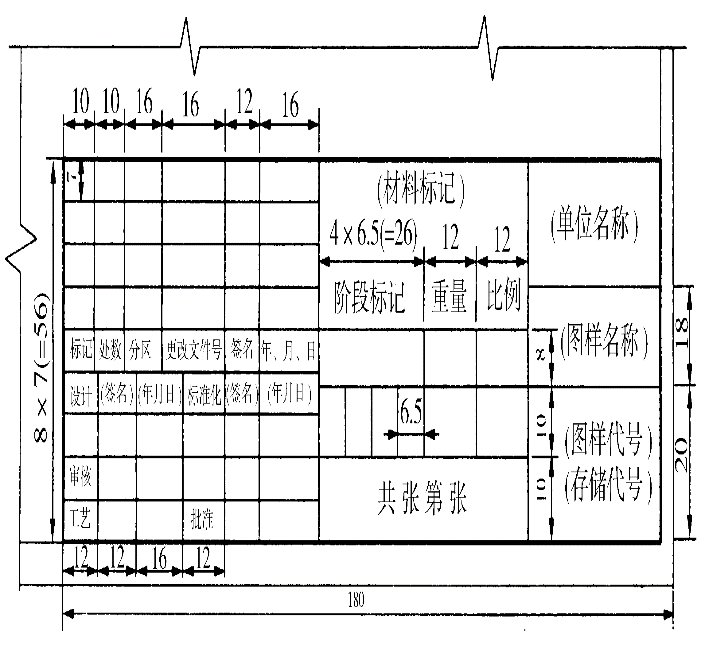 10 10 16 16 12 16
7
(材料标记)
4×6.5(=26) 12 12
(单位名称)
阶段标记 重量 比例
8×7(=56)
标记 处数 分区 更改文件号 签名 年、月、日
(图样名称)
8
18
设计 (签名) (年月日) 标准化 (签名) (年月日)
6.5
10
(图样代号)
(存储代号)
20
审核
共 张 第 张
10
工艺 批准
12 12 16 12
180